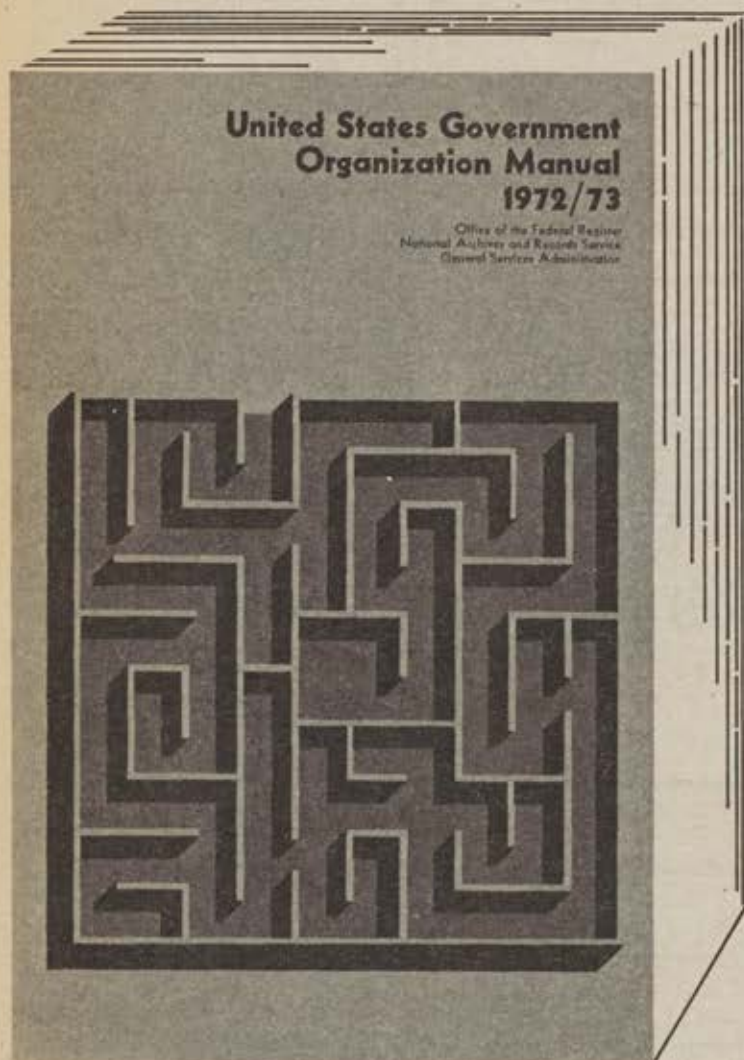 United States Government
Organization Manual
1972/73
Office of the Federal Register
National Archives and Records Service
General Services Administration